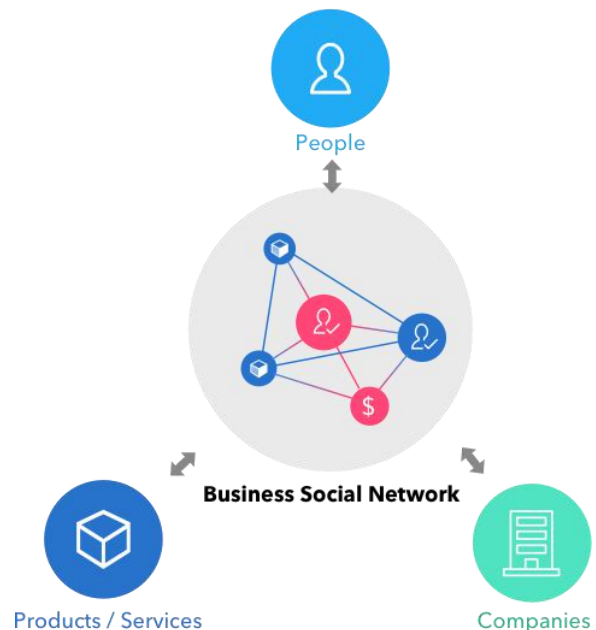 People
$
Business Social Network
Products / Services
Companies